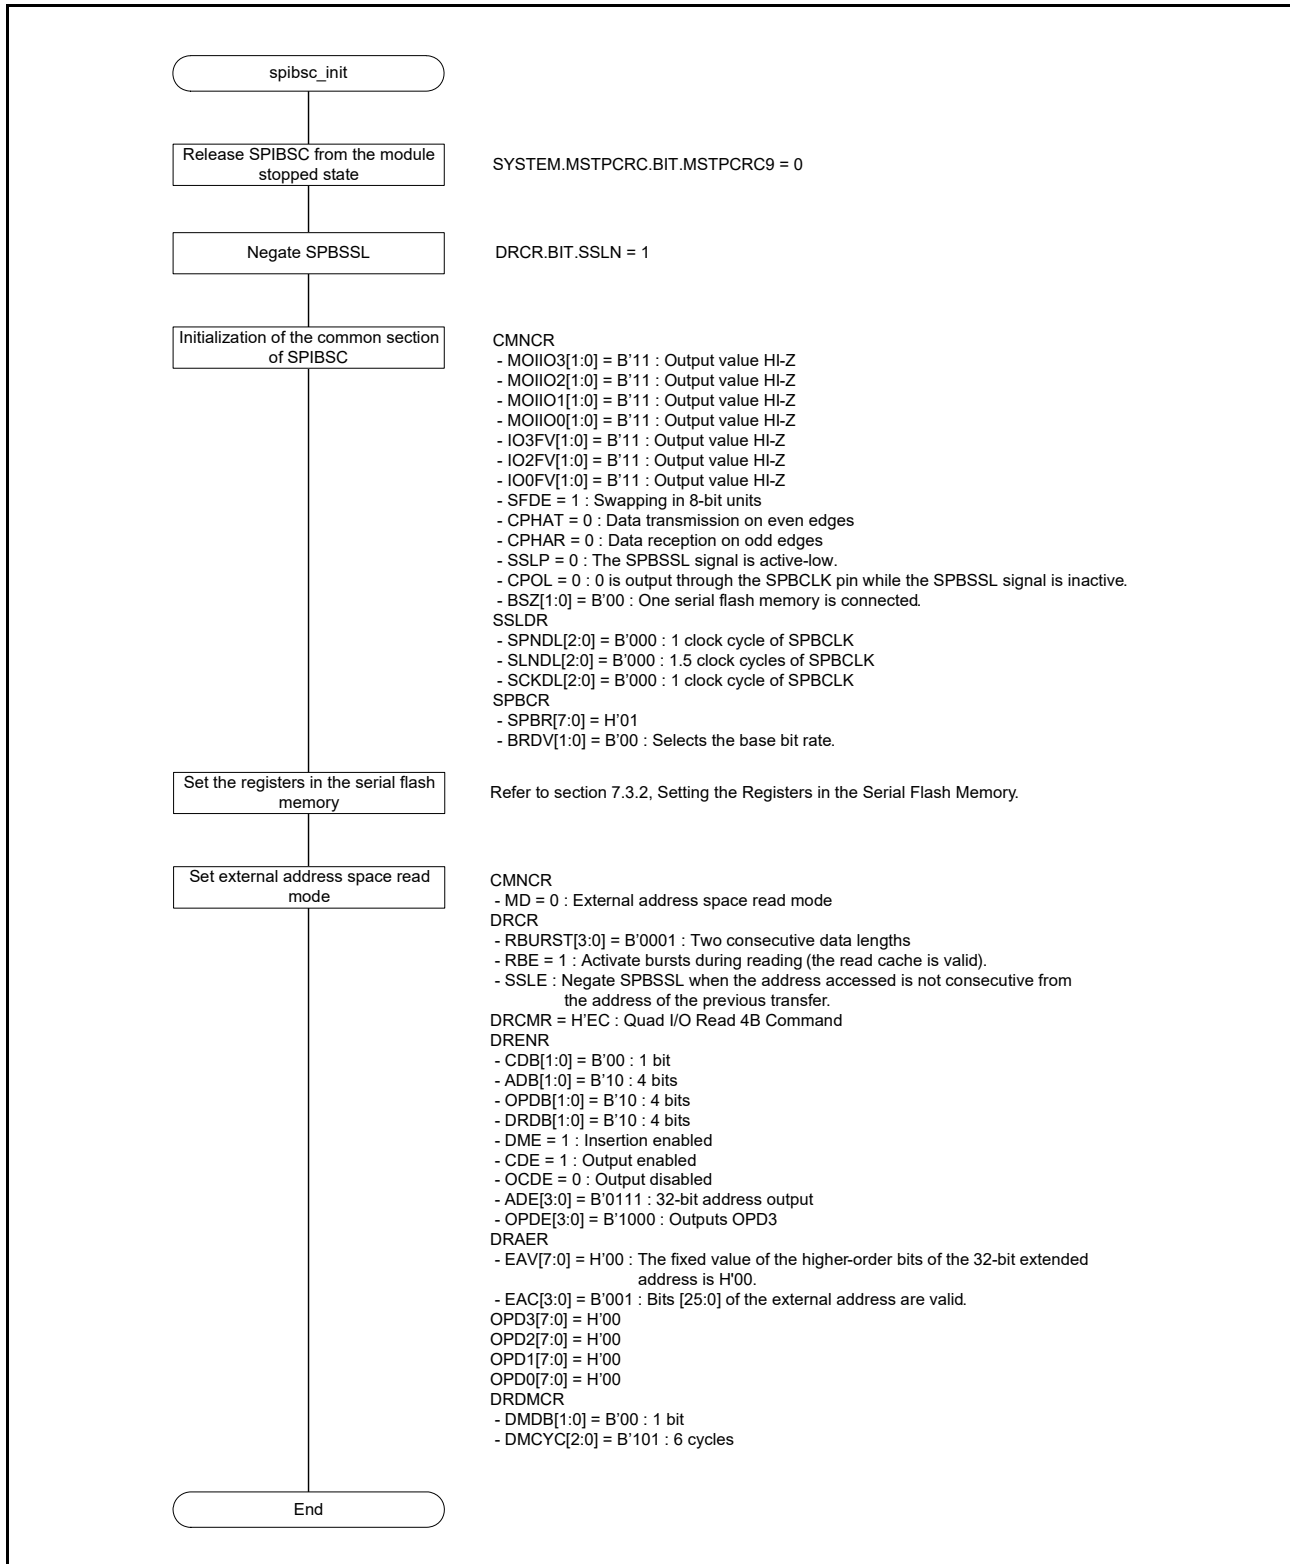 spibsc_init
Release SPIBSC from the module
stopped state
SYSTEM.MSTPCRC.BIT.MSTPCRC9 = 0
Negate SPBSSL
DRCR.BIT.SSLN = 1
Initialization of the common section
of SPIBSC
CMNCR
- MOIIO3[1:0] = B’11 : Output value HI-Z
- MOIIO2[1:0] = B’11 : Output value HI-Z
- MOIIO1[1:0] = B’11 : Output value HI-Z
- MOIIO0[1:0] = B’11 : Output value HI-Z
- IO3FV[1:0] = B’11 : Output value HI-Z
- IO2FV[1:0] = B’11 : Output value HI-Z
- IO0FV[1:0] = B’11 : Output value HI-Z
- SFDE = 1 : Swapping in 8-bit units
- CPHAT = 0 : Data transmission on even edges
- CPHAR = 0 : Data reception on odd edges
- SSLP = 0 : The SPBSSL signal is active-low.
- CPOL = 0 : 0 is output through the SPBCLK pin while the SPBSSL signal is inactive.
- BSZ[1:0] = B’00 : One serial flash memory is connected.
SSLDR
- SPNDL[2:0] = B’000 : 1 clock cycle of SPBCLK
- SLNDL[2:0] = B’000 : 1.5 clock cycles of SPBCLK
- SCKDL[2:0] = B’000 : 1 clock cycle of SPBCLK
SPBCR
- SPBR[7:0] = H’01
- BRDV[1:0] = B’00 : Selects the base bit rate.
Set the registers in the serial flash
memory
Refer to section 7.3.2, Setting the Registers in the Serial Flash Memory.
Set external address space read
mode
CMNCR
- MD = 0 : External address space read mode
DRCR
- RBURST[3:0] = B’0001 : Two consecutive data lengths
- RBE = 1 : Activate bursts during reading (the read cache is valid).
- SSLE : Negate SPBSSL when the address accessed is not consecutive from
the address of the previous transfer.
DRCMR = H’EC : Quad I/O Read 4B Command
DRENR
- CDB[1:0] = B’00 : 1 bit
- ADB[1:0] = B’10 : 4 bits
- OPDB[1:0] = B’10 : 4 bits
- DRDB[1:0] = B’10 : 4 bits
- DME = 1 : Insertion enabled
- CDE = 1 : Output enabled
- OCDE = 0 : Output disabled
- ADE[3:0] = B’0111 : 32-bit address output
- OPDE[3:0] = B’1000 : Outputs OPD3
DRAER
- EAV[7:0] = H’00 : The fixed value of the higher-order bits of the 32-bit extended
address is H'00.
- EAC[3:0] = B’001 : Bits [25:0] of the external address are valid.
OPD3[7:0] = H’00
OPD2[7:0] = H’00
OPD1[7:0] = H’00
OPD0[7:0] = H’00
DRDMCR
- DMDB[1:0] = B’00 : 1 bit
- DMCYC[2:0] = B’101 : 6 cycles
End